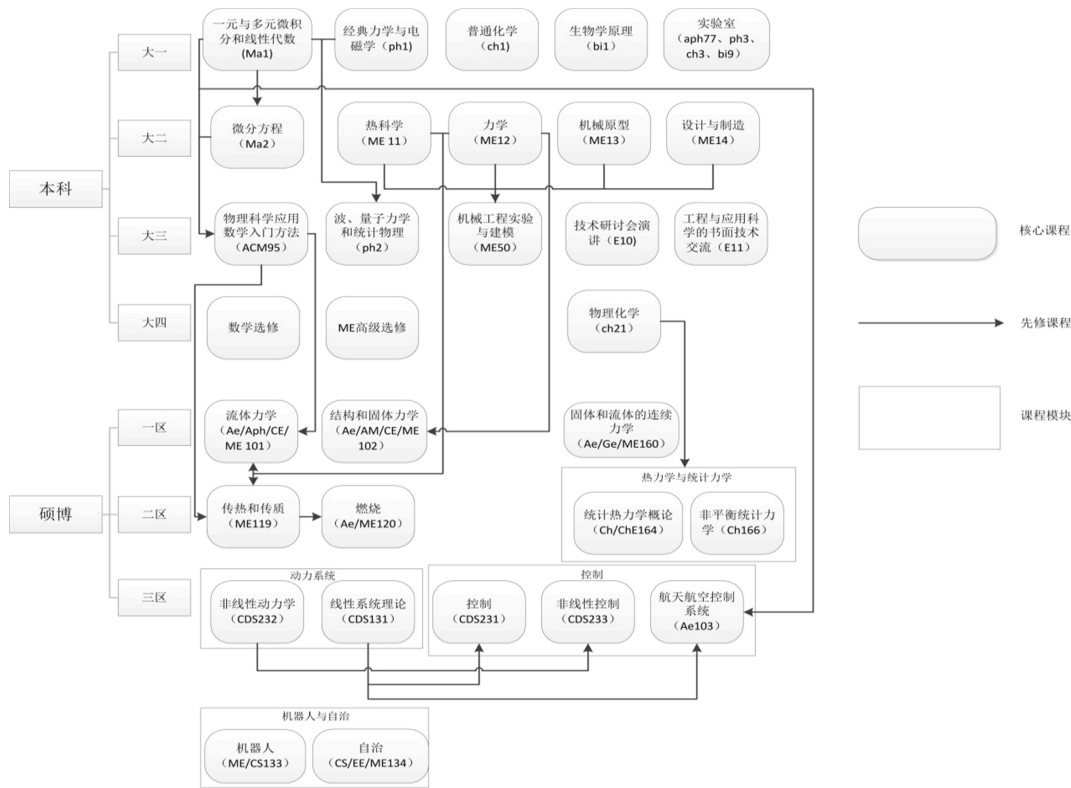 一元与多元微积
分和线性代数
(Ma1)
经典力学与电
磁学（ph1）
普通化学
（ch1)
生物学原理
（bi1）
实验室
（aph77、ph3、
ch3、bi9）
大一
微分方程
（Ma2）
热科学
（ME 11）
力学
（ME12）
机械原型
（ME13）
设计与制造
（ME14）
大二
本科
物理科学应用
数学入门方法
（ACM95）
波、量子力学
和统计物理
（ph2）
机械工程实验
与建模
（ME50）
技术研讨会演
讲（E10)
工程与应用科
学的书面技术
交流（E11）
大三
核心课程
数学选修
ME高级选修
物理化学
（ch21）
大四
先修课程
流体力学
（Ae/Aph/CE/
ME 101）
结构和固体力学
（Ae/AM/CE/ME
102）
固体和流体的连续
力学
（Ae/Ge/ME160）
一区
课程模块
热力学与统计力学
硕博
二区
传热和传质
（ME119）
燃烧
（Ae/ME120）
统计热力学概论
（Ch/ChE164）
非平衡统计力
学（Ch166）
动力系统
控制
三区
非线性动力学
（CDS232）
线性系统理论
（CDS131）
控制
（CDS231）
非线性控制
（CDS233）
航天航空控制
系统
（Ae103）
机器人与自治
机器人
（ME/CS133）
自治
（CS/EE/ME134）